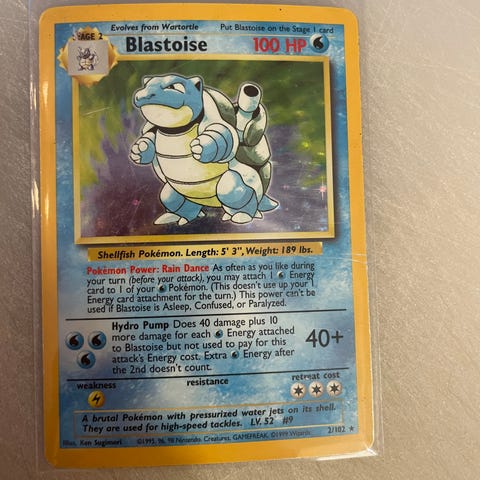 Evolves from Wartortle Put Blastoise on the Stage 1 card
STAGE 2
Blastoise 100 HP
Shellfish Pokémon. Length: 5' 3", Weight: 189 lbs.
Pokémon Power: Rain Dance As often as you like during
your turn (before your attack), you may attach 1 Energy
card to 1 of your Pokémon. (This doesn't use up your 1
Energy card attachment for the turn.) This power can't be
used if Blastoise is Asleep, Confused, or Paralyzed.
Hydro Pump Does 40 damage plus 10
more damage for each Energy attached
to Blastoise but not used to pay for this
attack's Energy cost. Extra Energy after
the 2nd doesn't count.
40+
weakness resistance retreat cost
A brutal Pokémon with pressurized water jets on its shell.
They are used for high-speed tackles. LV. 52 #9
Illus. Ken Sugimori ©1995, 96, 98 Nintendo, Creatures, GAMEFREAK. ©1999 Wizards. 2/102 ★